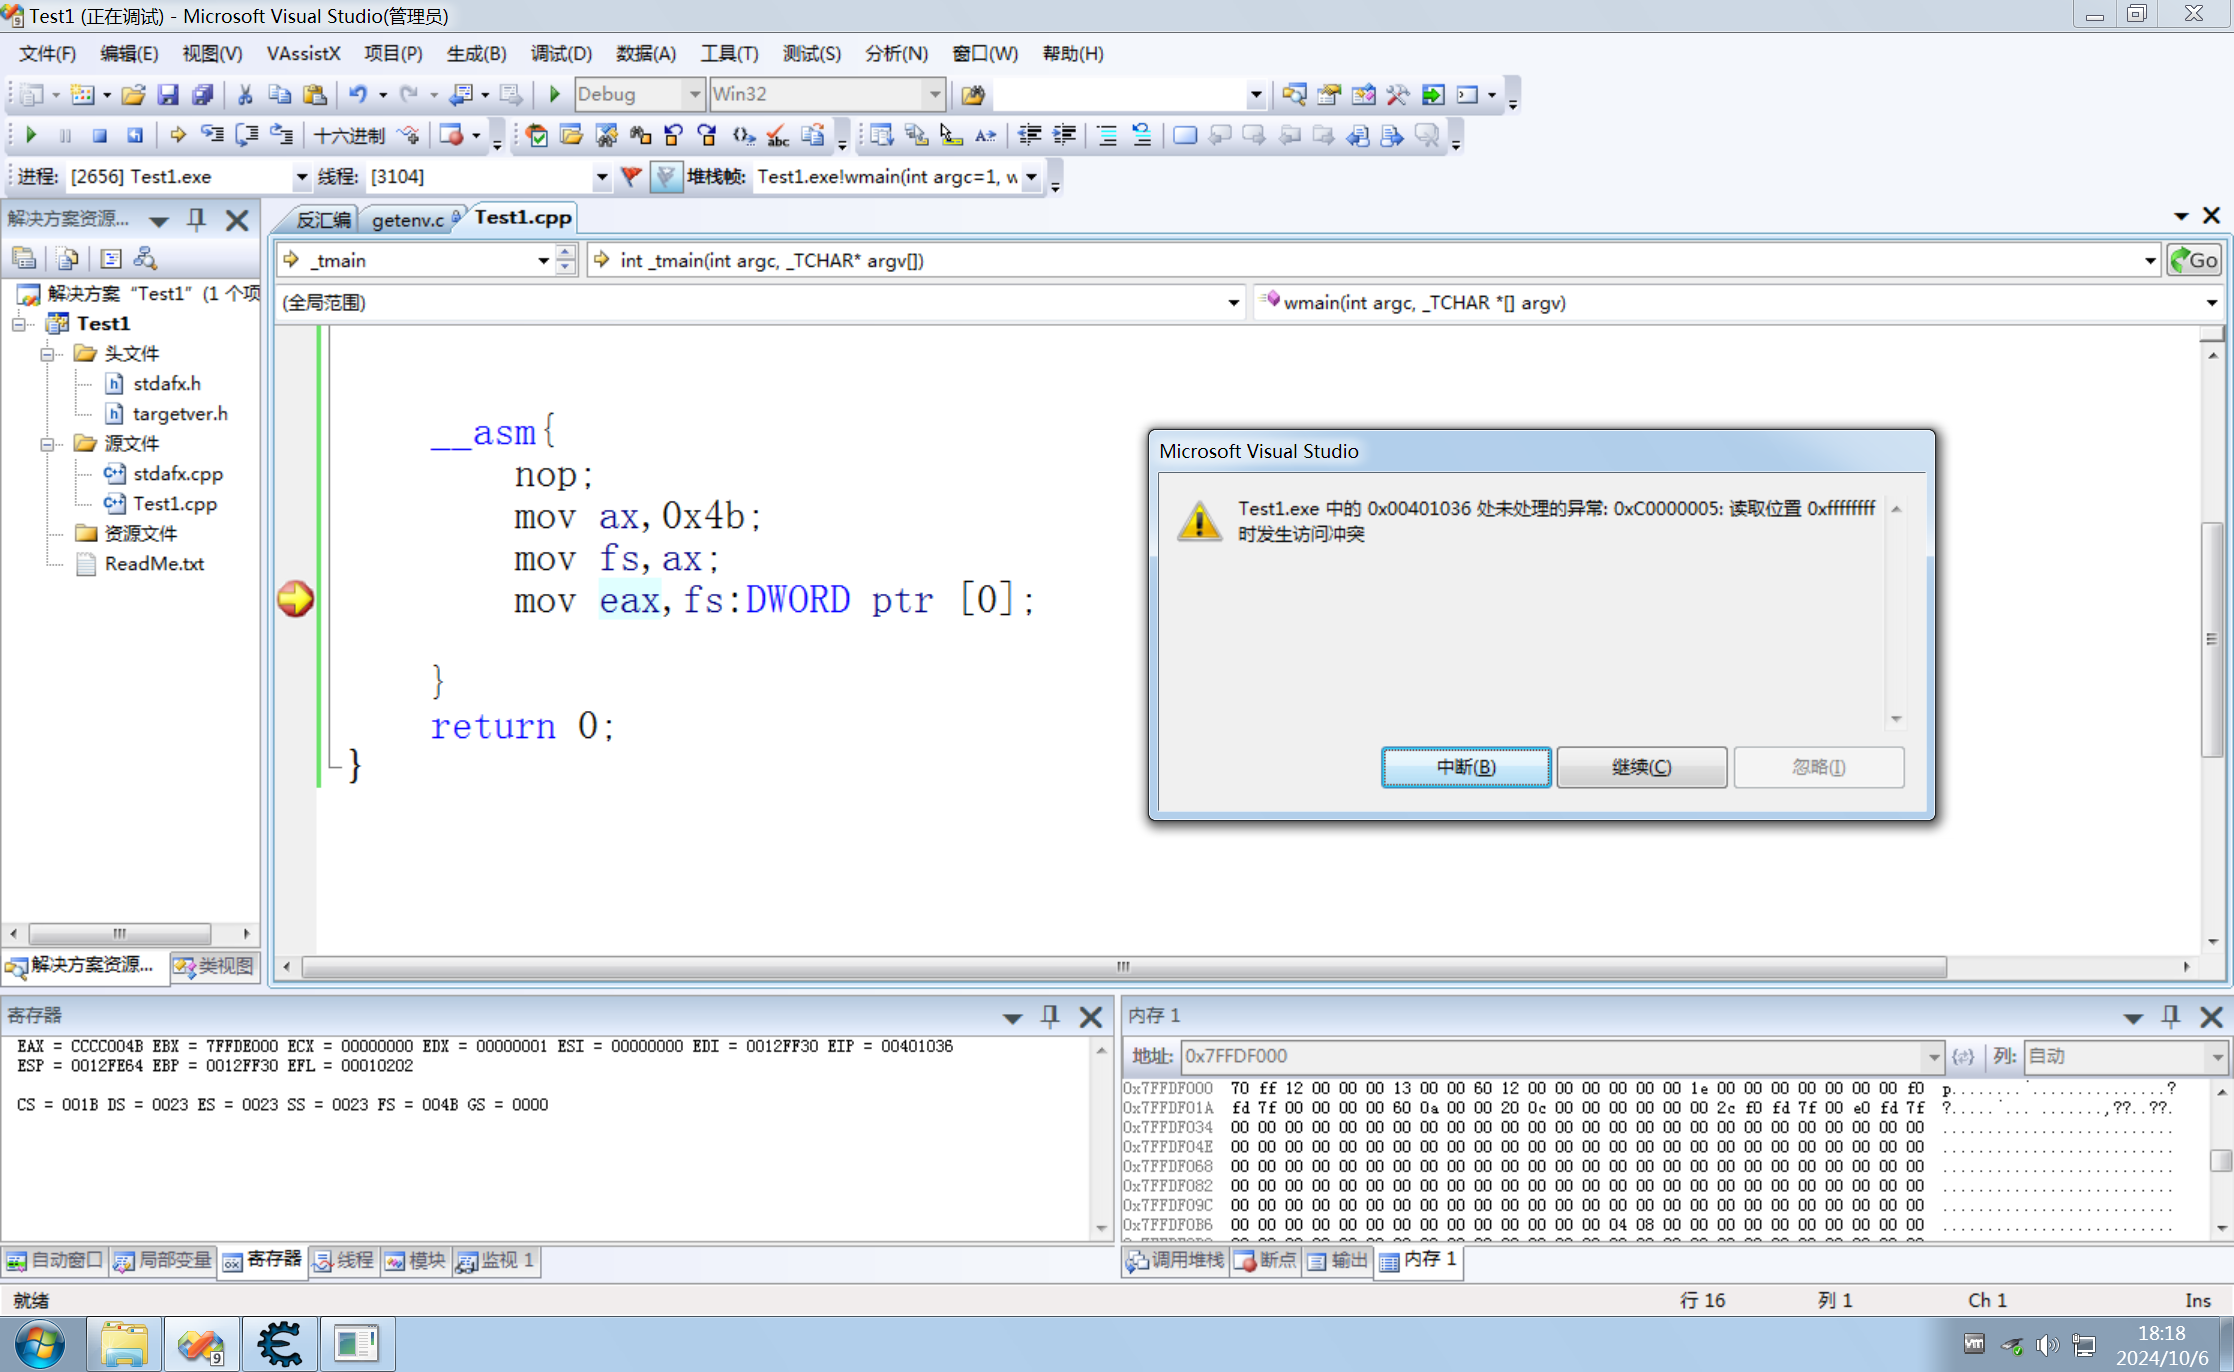 Test1 (正在调试) - Microsoft Visual Studio(管理员)
文件(F) 编辑(E) 视图(V) VAssistX 项目(P) 生成(B) 调试(D) 数据(A) 工具(T) 测试(S) 分析(N) 窗口(W) 帮助(H)
Debug Win32
十六进制
进程: [2656] Test1.exe 线程: [3104] 堆栈帧: Test1.exe!wmain(int argc=1, w
解决方案资源...
反汇编 getenv.c Test1.cpp
_tmain int _tmain(int argc, _TCHAR* argv[]) Go
(全局范围) wmain(int argc, _TCHAR *[] argv)
解决方案 “Test1” (1 个项
Test1
头文件
stdafx.h
targetver.h
源文件
stdafx.cpp
Test1.cpp
资源文件
ReadMe.txt
__asm{
nop;
mov ax,0x4b;
mov fs,ax;
mov eax,fs:DWORD ptr [0];
}
return 0;
}
Microsoft Visual Studio
Test1.exe 中的 0x00401036 处未处理的异常: 0xC0000005: 读取位置 0xffffffff
时发生访问冲突
中断(B) 继续(C) 忽略(I)
解决方案资源... 类视图
寄存器
EAX = CCCC004B EBX = 7FFDE000 ECX = 00000000 EDX = 00000001 ESI = 00000000 EDI = 0012FF30 EIP = 00401036
ESP = 0012FE64 EBP = 0012FF30 EFL = 00010202
CS = 001B DS = 0023 ES = 0023 SS = 0023 FS = 004B GS = 0000
内存 1
地址: 0x7FFDF000 列: 自动
0x7FFDF000 70 ff 12 00 00 00 13 00 00 60 12 00 00 00 00 00 00 1e 00 00 00 00 00 00 00 f0 p........`...............?
0x7FFDF01A fd 7f 00 00 00 00 60 0a 00 00 20 0c 00 00 00 00 00 00 2c f0 fd 7f 00 e0 fd 7f ?.....`... .......,??..??.
0x7FFDF034 00 00 00 00 00 00 00 00 00 00 00 00 00 00 00 00 00 00 00 00 00 00 00 00 00 00 ..........................
0x7FFDF04E 00 00 00 00 00 00 00 00 00 00 00 00 00 00 00 00 00 00 00 00 00 00 00 00 00 00 ..........................
0x7FFDF068 00 00 00 00 00 00 00 00 00 00 00 00 00 00 00 00 00 00 00 00 00 00 00 00 00 00 ..........................
0x7FFDF082 00 00 00 00 00 00 00 00 00 00 00 00 00 00 00 00 00 00 00 00 00 00 00 00 00 00 ..........................
0x7FFDF09C 00 00 00 00 00 00 00 00 00 00 00 00 00 00 00 00 00 00 00 00 00 00 00 00 00 00 ..........................
0x7FFDF0B6 00 00 00 00 00 00 00 00 00 00 00 00 00 00 04 08 00 00 00 00 00 00 00 00 00 00 ..........................
自动窗口 局部变量 寄存器 线程 模块 监视 1
调用堆栈 断点 输出 内存 1
就绪 行 16 列 1 Ch 1 Ins
18:18
2024/10/6